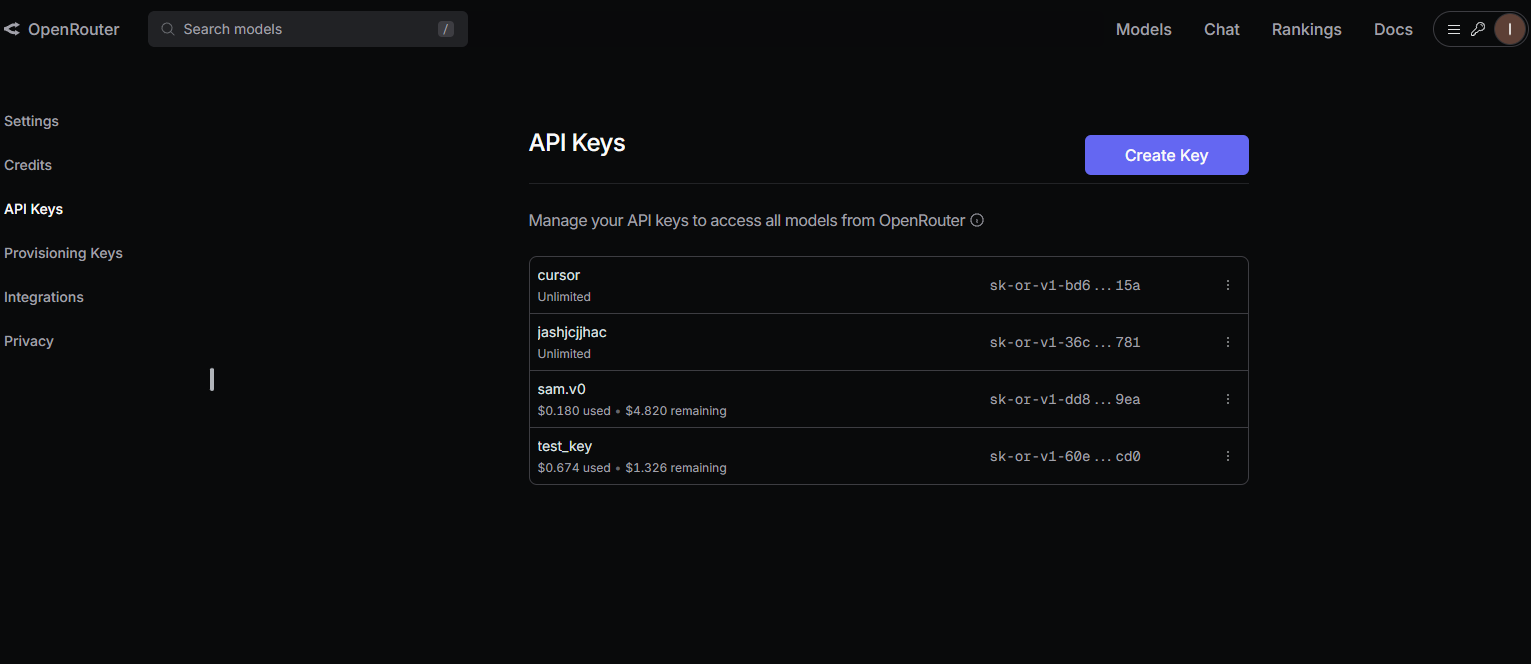 OpenRouter
Search models
/
Models
Chat
Rankings
Docs
I
Settings
Credits
API Keys
Provisioning Keys
Integrations
Privacy
API Keys
Create Key
Manage your API keys to access all models from OpenRouter
cursor
Unlimited
sk-or-v1-bd6...15a
jashjcjjhac
Unlimited
sk-or-v1-36c...781
sam.v0
$0.180 used • $4.820 remaining
sk-or-v1-dd8...9ea
test_key
$0.674 used • $1.326 remaining
sk-or-v1-60e...cd0